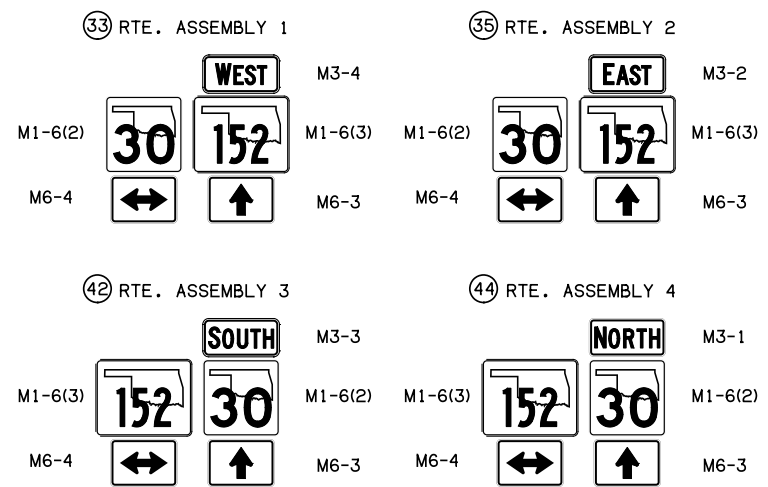 33 RTE. ASSEMBLY 1
WEST M3-4
M1-6(2) 30 152 M1-6(3)
M6-4 M6-3
35 RTE. ASSEMBLY 2
EAST M3-2
M1-6(2) 30 152 M1-6(3)
M6-4 M6-3
42 RTE. ASSEMBLY 3
SOUTH M3-3
M1-6(3) 152 30 M1-6(2)
M6-4 M6-3
44 RTE. ASSEMBLY 4
NORTH M3-1
M1-6(3) 152 30 M1-6(2)
M6-4 M6-3